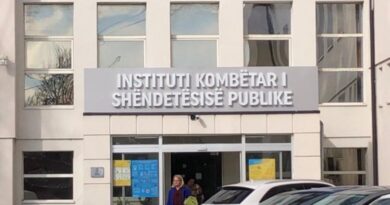 INSTITUTI KOMBËTAR I
SHËNDETËSISË PUBLIKE